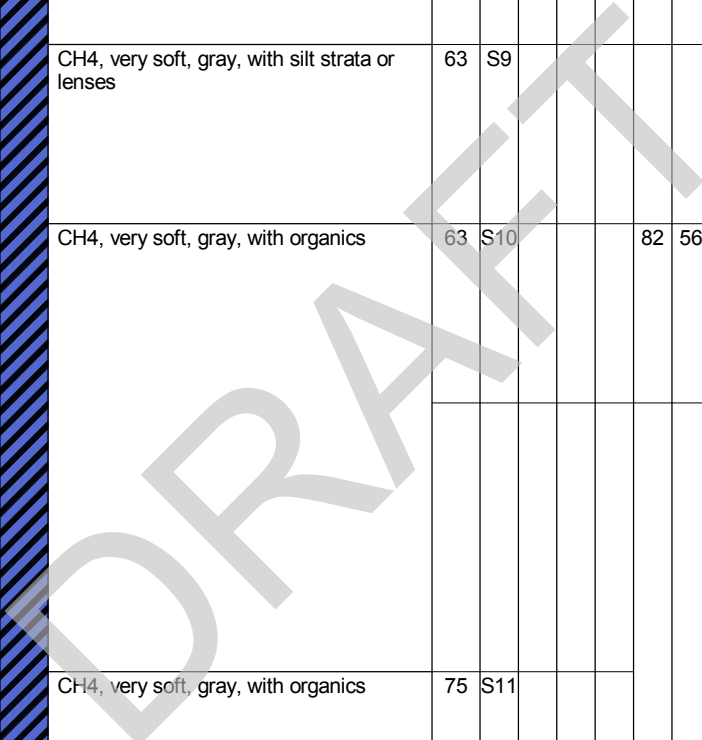 CH4, very soft, gray, with silt strata or 63 S9
lenses
CH4, very soft, gray, with organics 63 S10 82 56
CH4, very soft, gray, with organics 75 S11
DRAFT